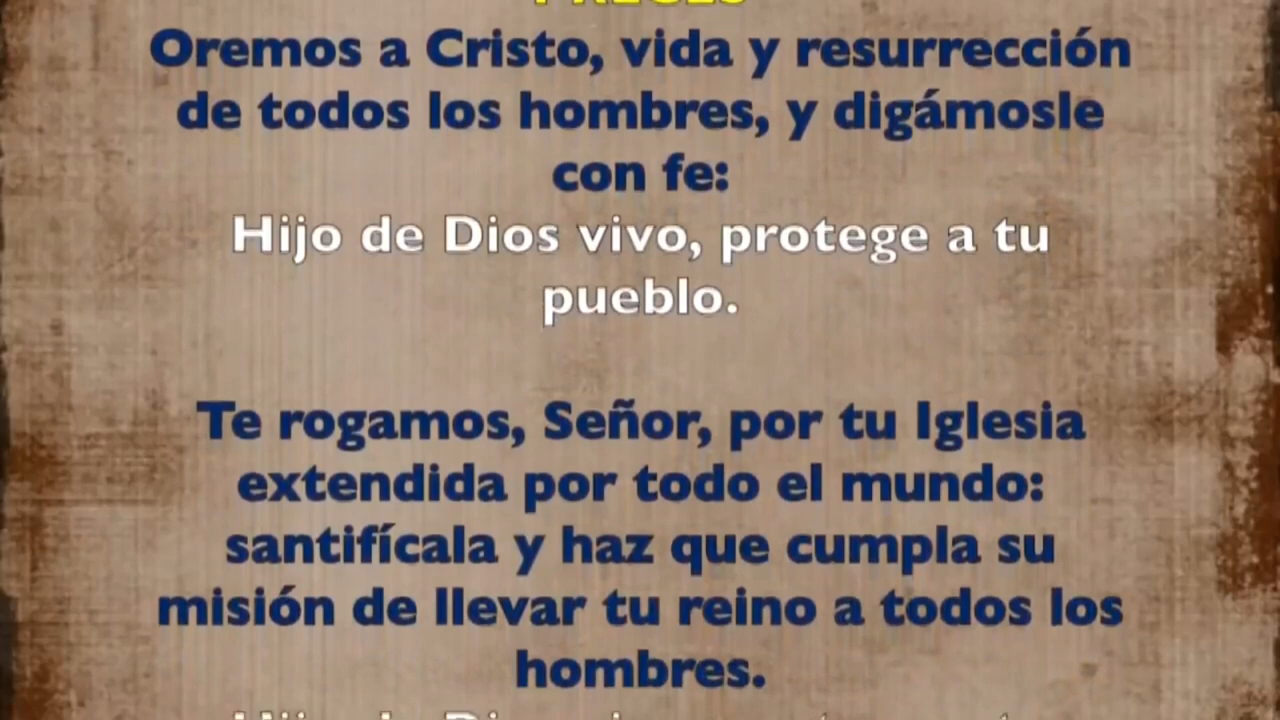 PRECES
Oremos a Cristo, vida y resurrección
de todos los hombres, y digámosle
con fe:
Hijo de Dios vivo, protege a tu
pueblo.
Te rogamos, Señor, por tu Iglesia
extendida por todo el mundo:
santifícala y haz que cumpla su
misión de llevar tu reino a todos los
hombres.